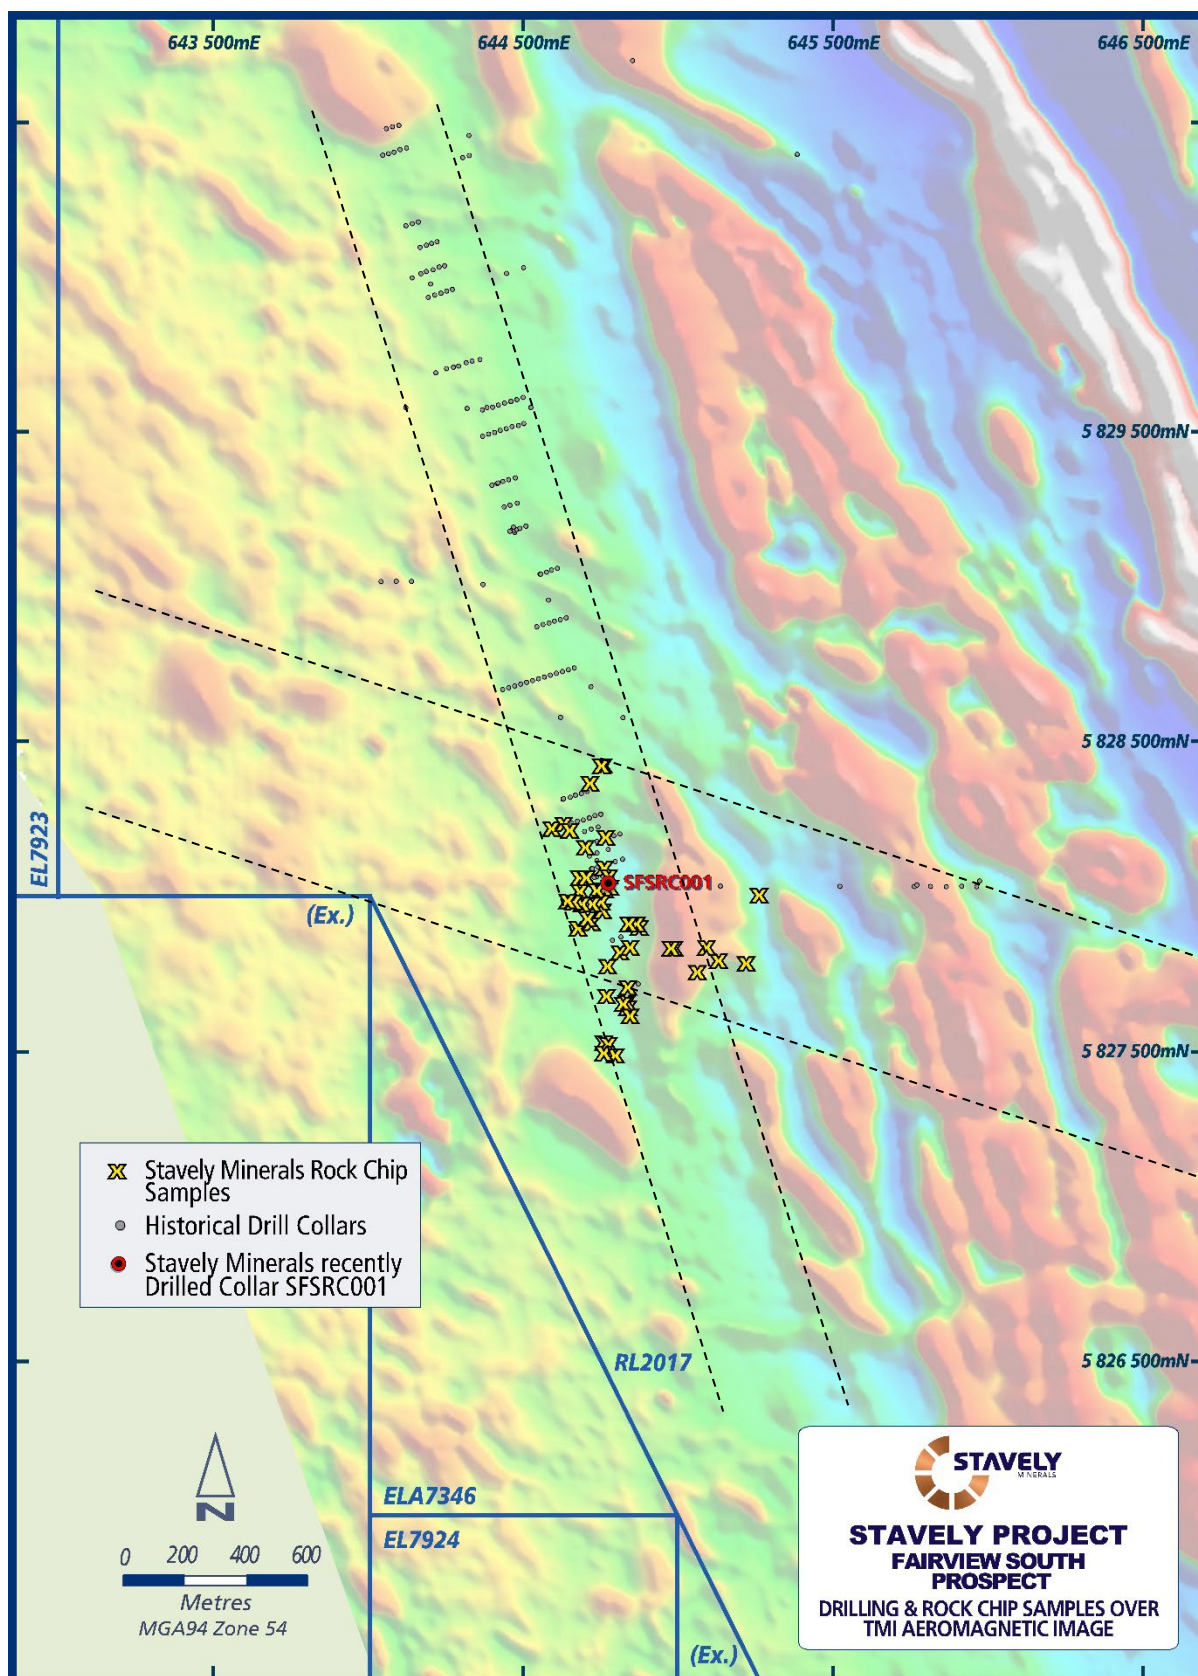 643 500mE
644 500mE
645 500mE
646 500mE
5 829 500mN
5 828 500mN
EL7923
SFSRC001
(Ex.)
5 827 500mN
Stavely Minerals Rock Chip
Samples
Historical Drill Collars
Stavely Minerals recently
Drilled Collar SFSRC001
RL2017
5 826 500mN
N
0 200 400 600
Metres
MGA94 Zone 54
ELA7346
EL7924
(Ex.)
STAVELY
MINERALS
STAVELY PROJECT
FAIRVIEW SOUTH
PROSPECT
DRILLING & ROCK CHIP SAMPLES OVER
TMI AEROMAGNETIC IMAGE